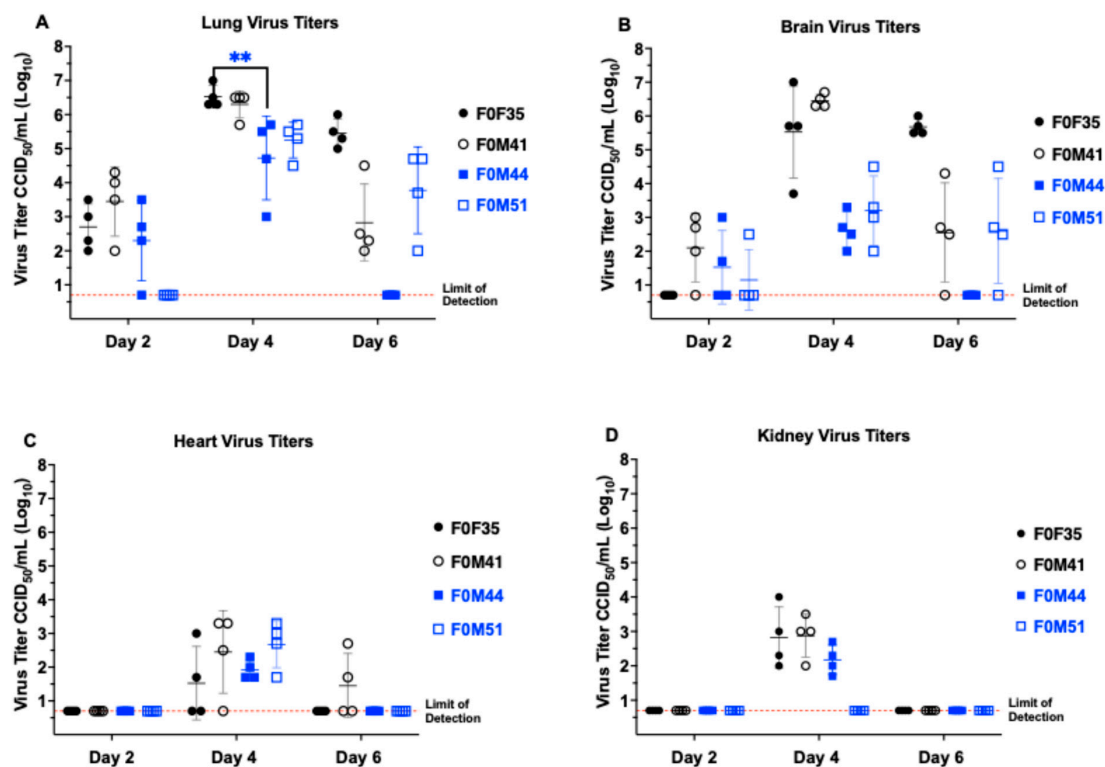 A
Lung Virus Titers
Virus Titer CCID50/mL (Log10)
8
7
6
5
4
3
2
1
**
F0F35
F0M41
F0M44
F0M51
Limit of
Detection
Day 2
Day 4
Day 6
B
Brain Virus Titers
Virus Titer CCID50/mL (Log10)
8
7
6
5
4
3
2
1
F0F35
F0M41
F0M44
F0M51
Limit of
Detection
Day 2
Day 4
Day 6
C
Heart Virus Titers
Virus Titer CCID50/mL (Log10)
8
7
6
5
4
3
2
1
F0F35
F0M41
F0M44
F0M51
Limit of
Detection
Day 2
Day 4
Day 6
D
Kidney Virus Titers
Virus Titer CCID50/mL (Log10)
8
7
6
5
4
3
2
1
F0F35
F0M41
F0M44
F0M51
Limit of
Detection
Day 2
Day 4
Day 6